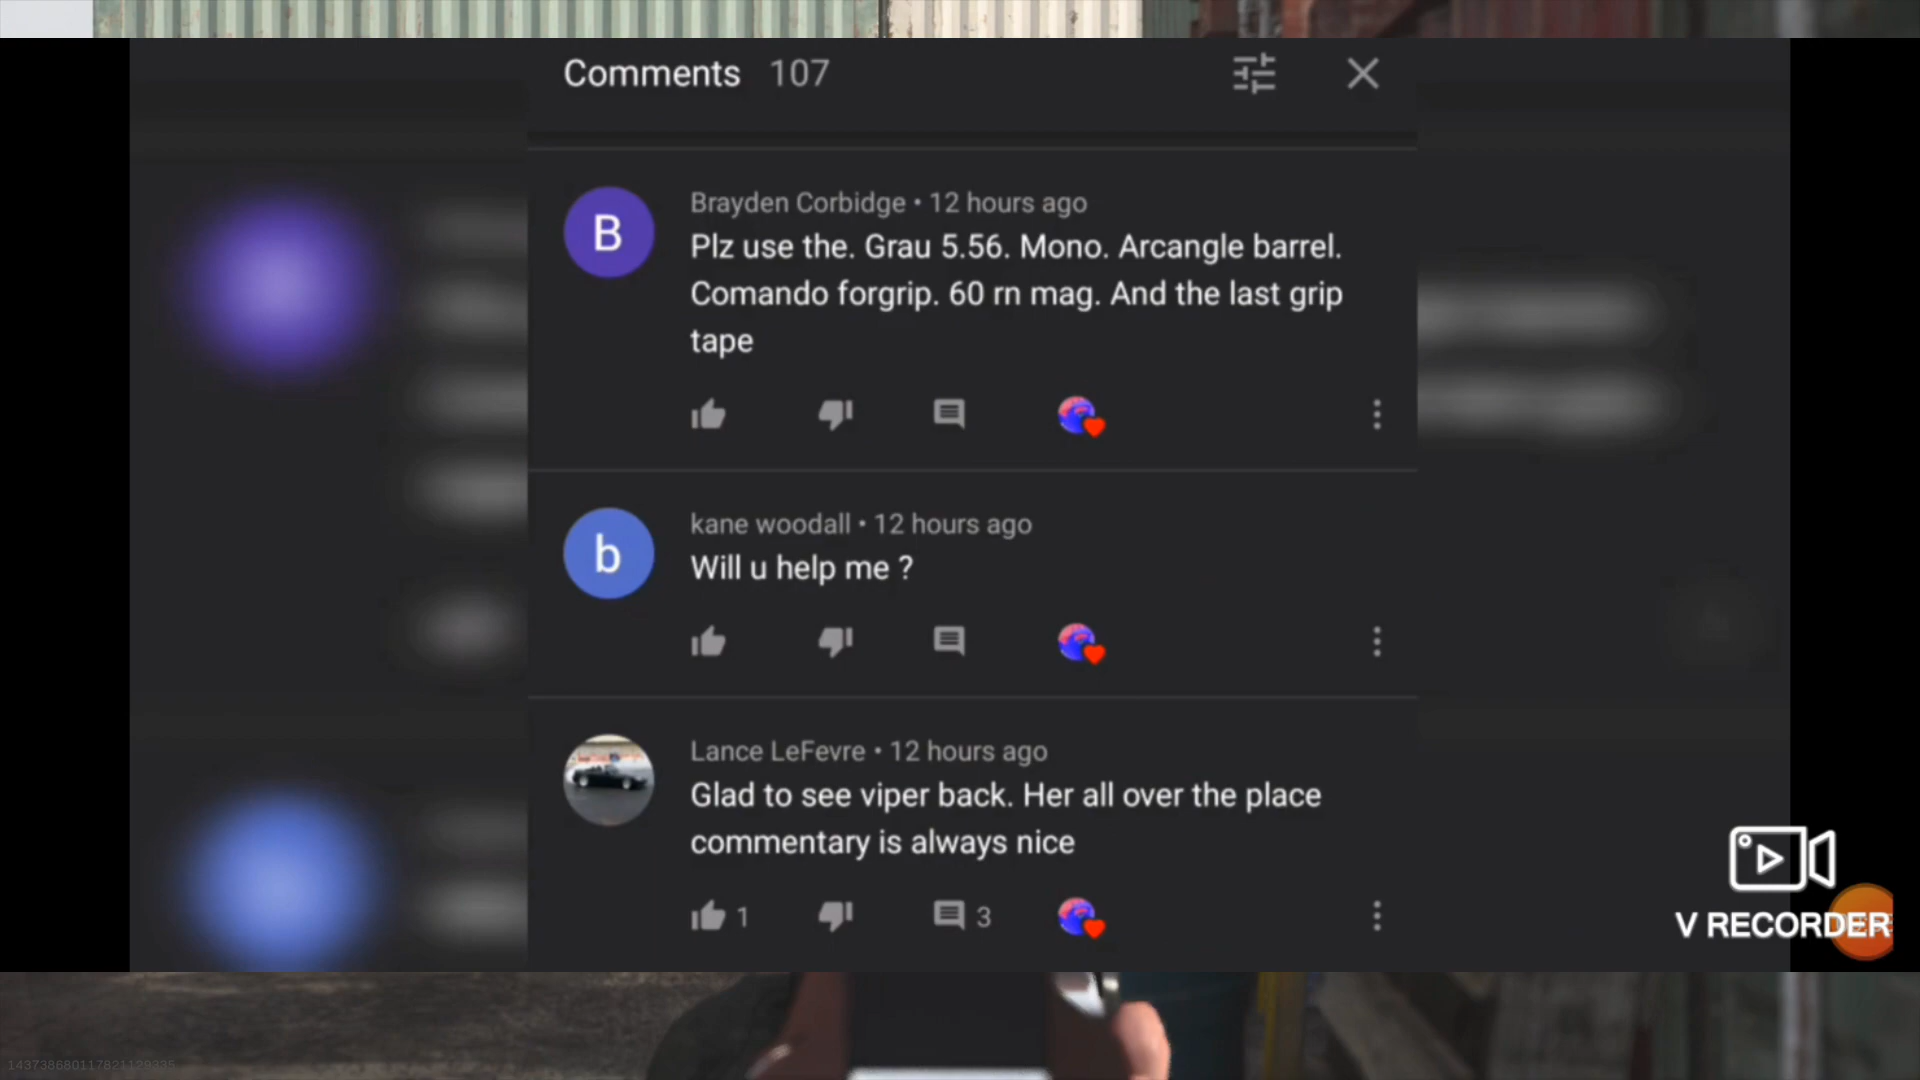 Comments 107
B
Brayden Corbidge • 12 hours ago
Plz use the. Grau 5.56. Mono. Arcangle barrel.
Comando forgrip. 60 rn mag. And the last grip
tape
b
kane woodall • 12 hours ago
Will u help me ?
Lance LeFevre • 12 hours ago
Glad to see viper back. Her all over the place
commentary is always nice
1 3
V RECORDER
14373868011782112​9335